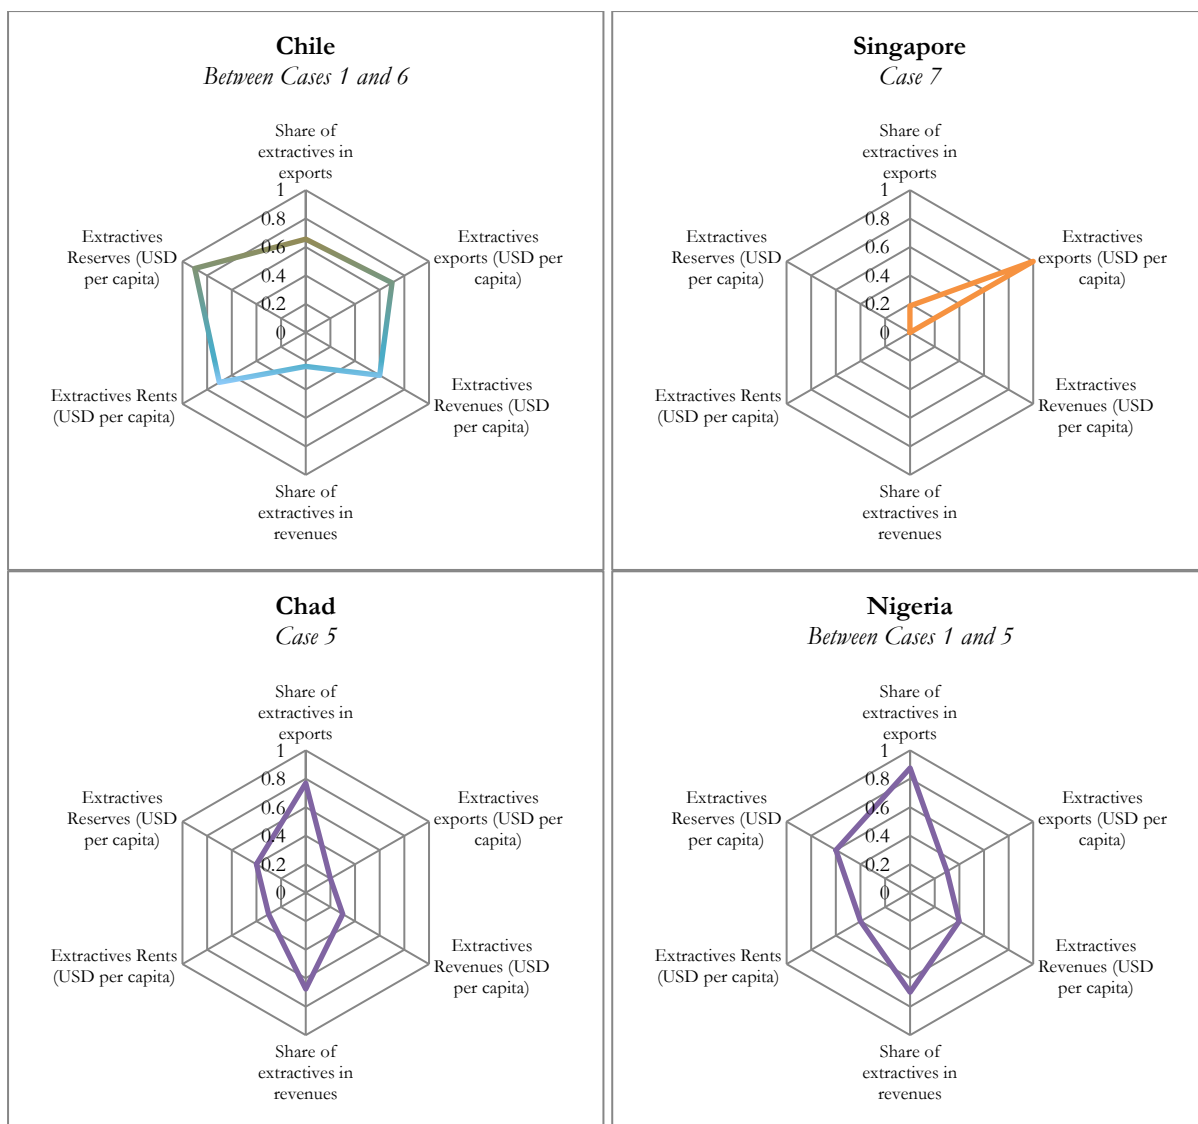 Chile
Between Cases 1 and 6
Share of
extractives in
exports
1
0.8
0.6
0.4
0.2
0
Extractives
exports (USD per
capita)
Extractives
Revenues (USD
per capita)
Share of
extractives in
revenues
Extractives Rents
(USD per capita)
Extractives
Reserves (USD
per capita)
Singapore
Case 7
Share of
extractives in
exports
1
0.8
0.6
0.4
0.2
0
Extractives
exports (USD per
capita)
Extractives
Revenues (USD
per capita)
Share of
extractives in
revenues
Extractives Rents
(USD per capita)
Extractives
Reserves (USD
per capita)
Chad
Case 5
Share of
extractives in
exports
1
0.8
0.6
0.4
0.2
0
Extractives
exports (USD per
capita)
Extractives
Revenues (USD
per capita)
Share of
extractives in
revenues
Extractives Rents
(USD per capita)
Extractives
Reserves (USD
per capita)
Nigeria
Between Cases 1 and 5
Share of
extractives in
exports
1
0.8
0.6
0.4
0.2
0
Extractives
exports (USD per
capita)
Extractives
Revenues (USD
per capita)
Share of
extractives in
revenues
Extractives Rents
(USD per capita)
Extractives
Reserves (USD
per capita)